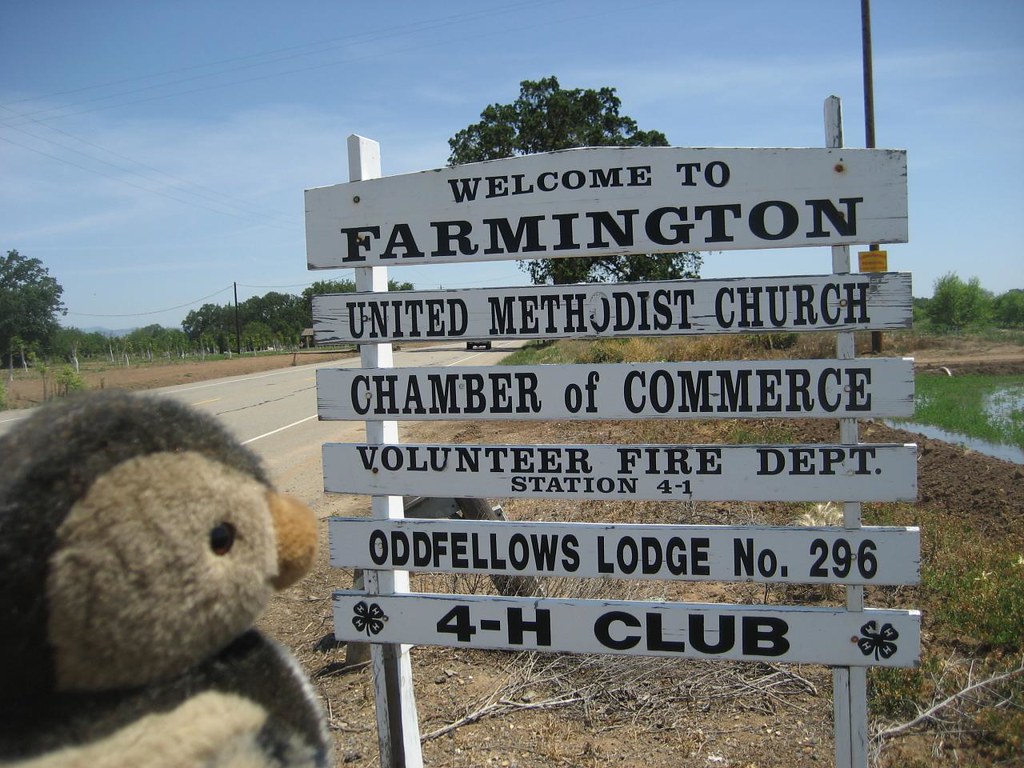 WELCOME TO
FARMINGTON
UNITED METHODIST CHURCH
CHAMBER of COMMERCE
VOLUNTEER FIRE DEPT.
STATION 4-1
ODDFELLOWS LODGE No. 296
4-H CLUB